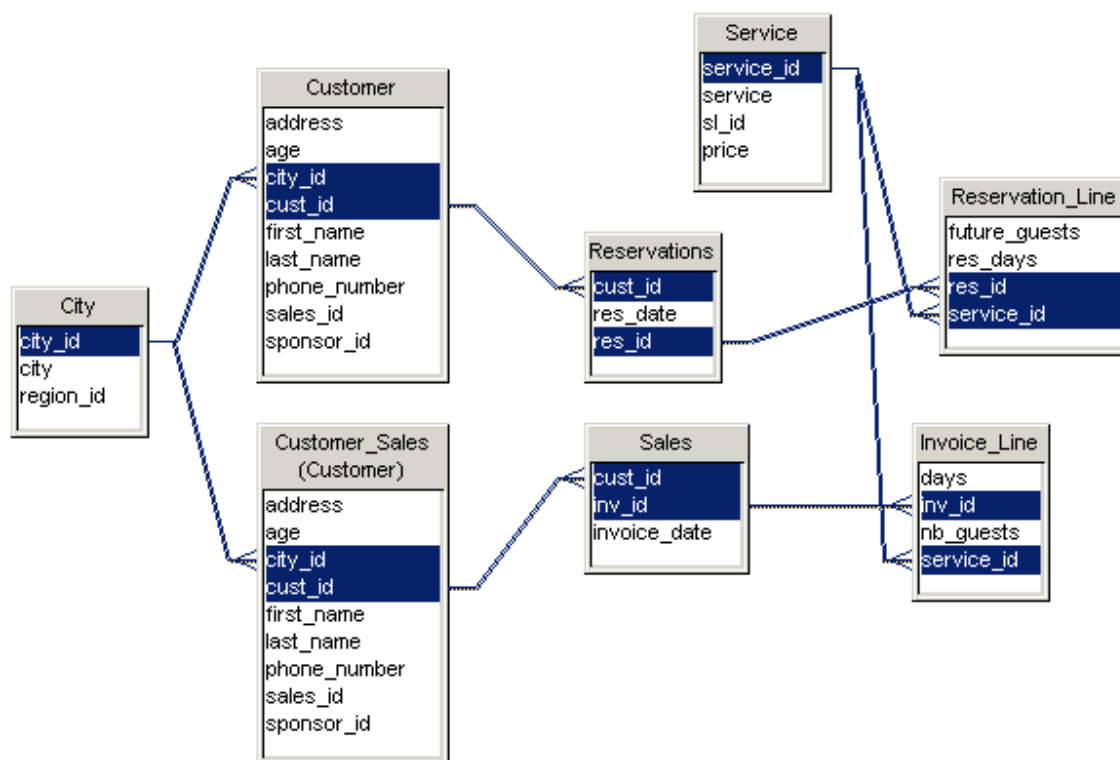 Service
service_id
service
sl_id
price
Customer
address
age
city_id
cust_id
first_name
last_name
phone_number
sales_id
sponsor_id
Reservation_Line
future_guests
res_days
res_id
service_id
Reservations
cust_id
res_date
res_id
City
city_id
city
region_id
Customer_Sales
(Customer)
address
age
city_id
cust_id
first_name
last_name
phone_number
sales_id
sponsor_id
Sales
cust_id
inv_id
invoice_date
Invoice_Line
days
inv_id
nb_guests
service_id